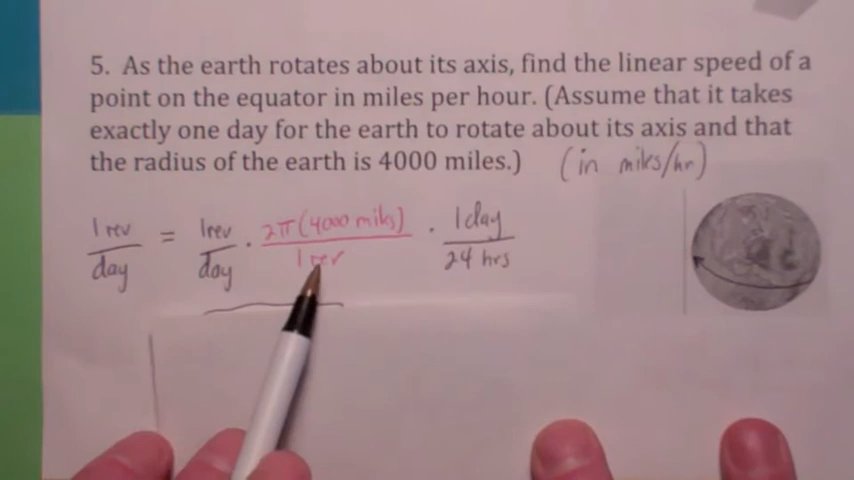 5. As the earth rotates about its axis, find the linear speed of a
point on the equator in miles per hour. (Assume that it takes
exactly one day for the earth to rotate about its axis and that
the radius of the earth is 4000 miles.) (in miles/hr)
1 rev/day = 1rev/day · 2π(4000 miles)/1 rev · 1 day/24 hrs